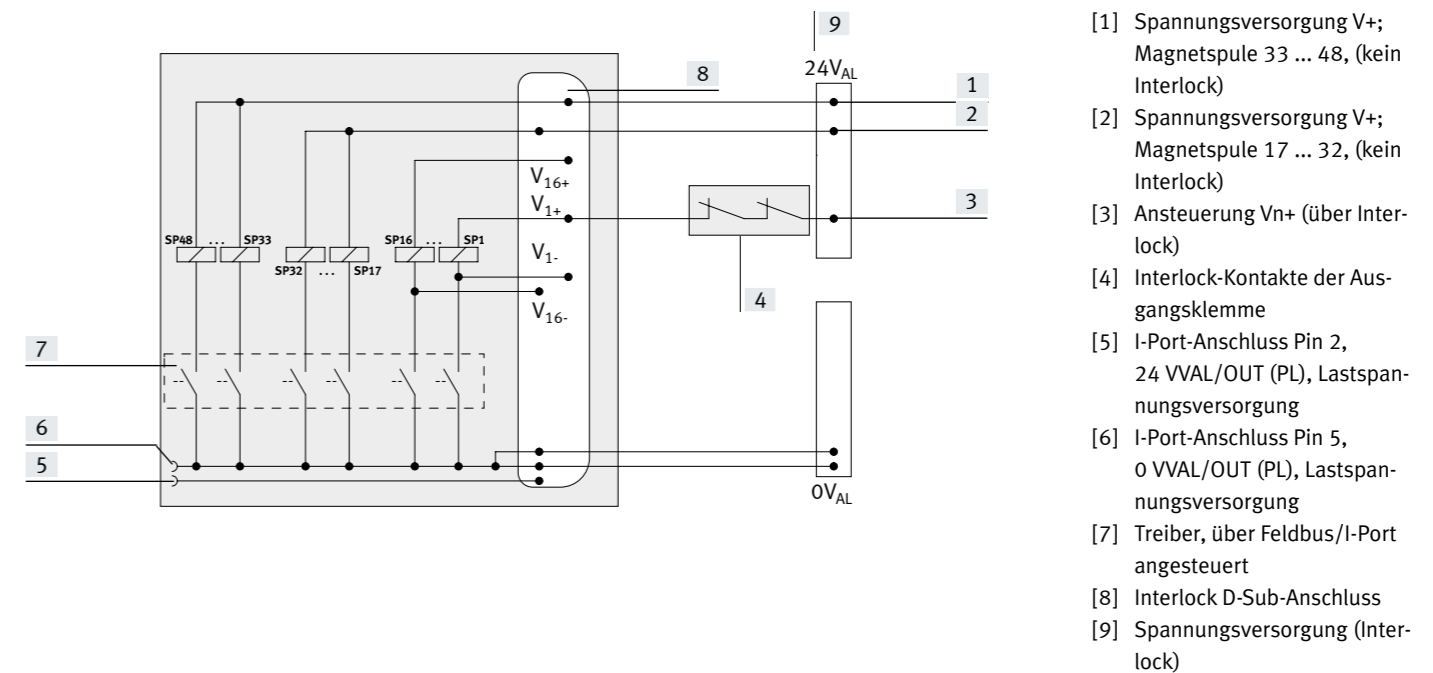 9
24VAL
8
1
2
V16+
V1+
3
SP48 ... SP33
SP16 ... SP1
V1-
SP32 ... SP17
4
V16-
7
6
5
0VAL
[1] Spannungsversorgung V+;
Magnetspule 33 ... 48, (kein
Interlock)
[2] Spannungsversorgung V+;
Magnetspule 17 ... 32, (kein
Interlock)
[3] Ansteuerung Vn+ (über Inter-
lock)
[4] Interlock-Kontakte der Aus-
gangsklemme
[5] I-Port-Anschluss Pin 2,
24 VVAL/OUT (PL), Lastspan-
nungsversorgung
[6] I-Port-Anschluss Pin 5,
0 VVAL/OUT (PL), Lastspan-
nungsversorgung
[7] Treiber, über Feldbus/I-Port
angesteuert
[8] Interlock D-Sub-Anschluss
[9] Spannungsversorgung (Inter-
lock)